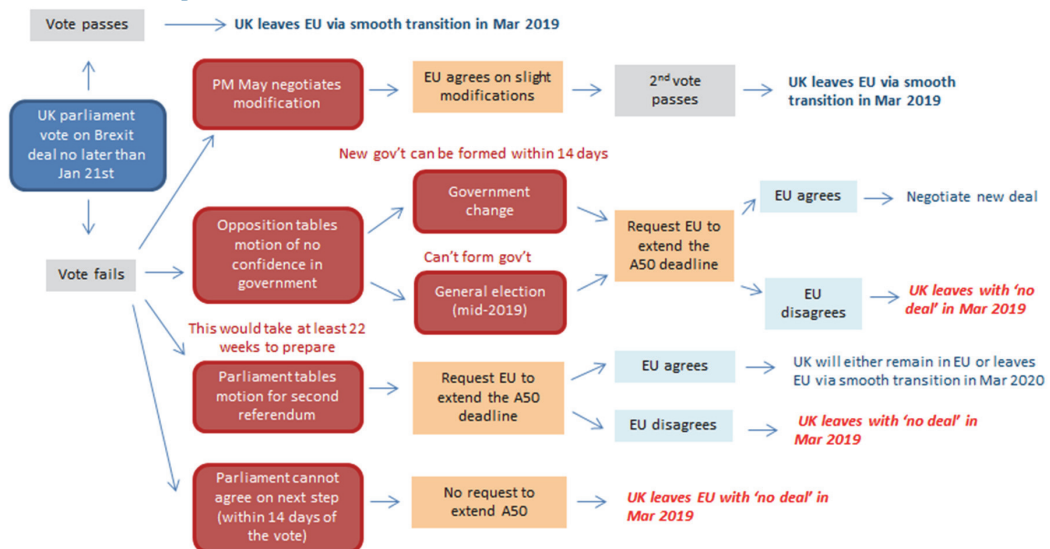 Vote passes
UK leaves EU via smooth transition in Mar 2019
UK parliament
vote on Brexit
deal no later than
Jan 21st
PM May negotiates
modification
EU agrees on slight
modifications
2nd vote
passes
UK leaves EU via smooth
transition in Mar 2019
Vote fails
Opposition tables
motion of no
confidence in
government
New gov't can be formed within 14 days
Government
change
Can't form gov't
General election
(mid-2019)
Request EU to
extend the
A50 deadline
EU agrees
Negotiate new deal
EU
disagrees
UK leaves with 'no
deal' in Mar 2019
This would take at least 22
weeks to prepare
Parliament tables
motion for second
referendum
Request EU to
extend the A50
deadline
EU agrees
UK will either remain in EU or leaves
EU via smooth transition in Mar 2020
EU disagrees
UK leaves with 'no deal' in
Mar 2019
Parliament cannot
agree on next step
(within 14 days of
the vote)
No request to
extend A50
UK leaves EU with 'no deal' in
Mar 2019